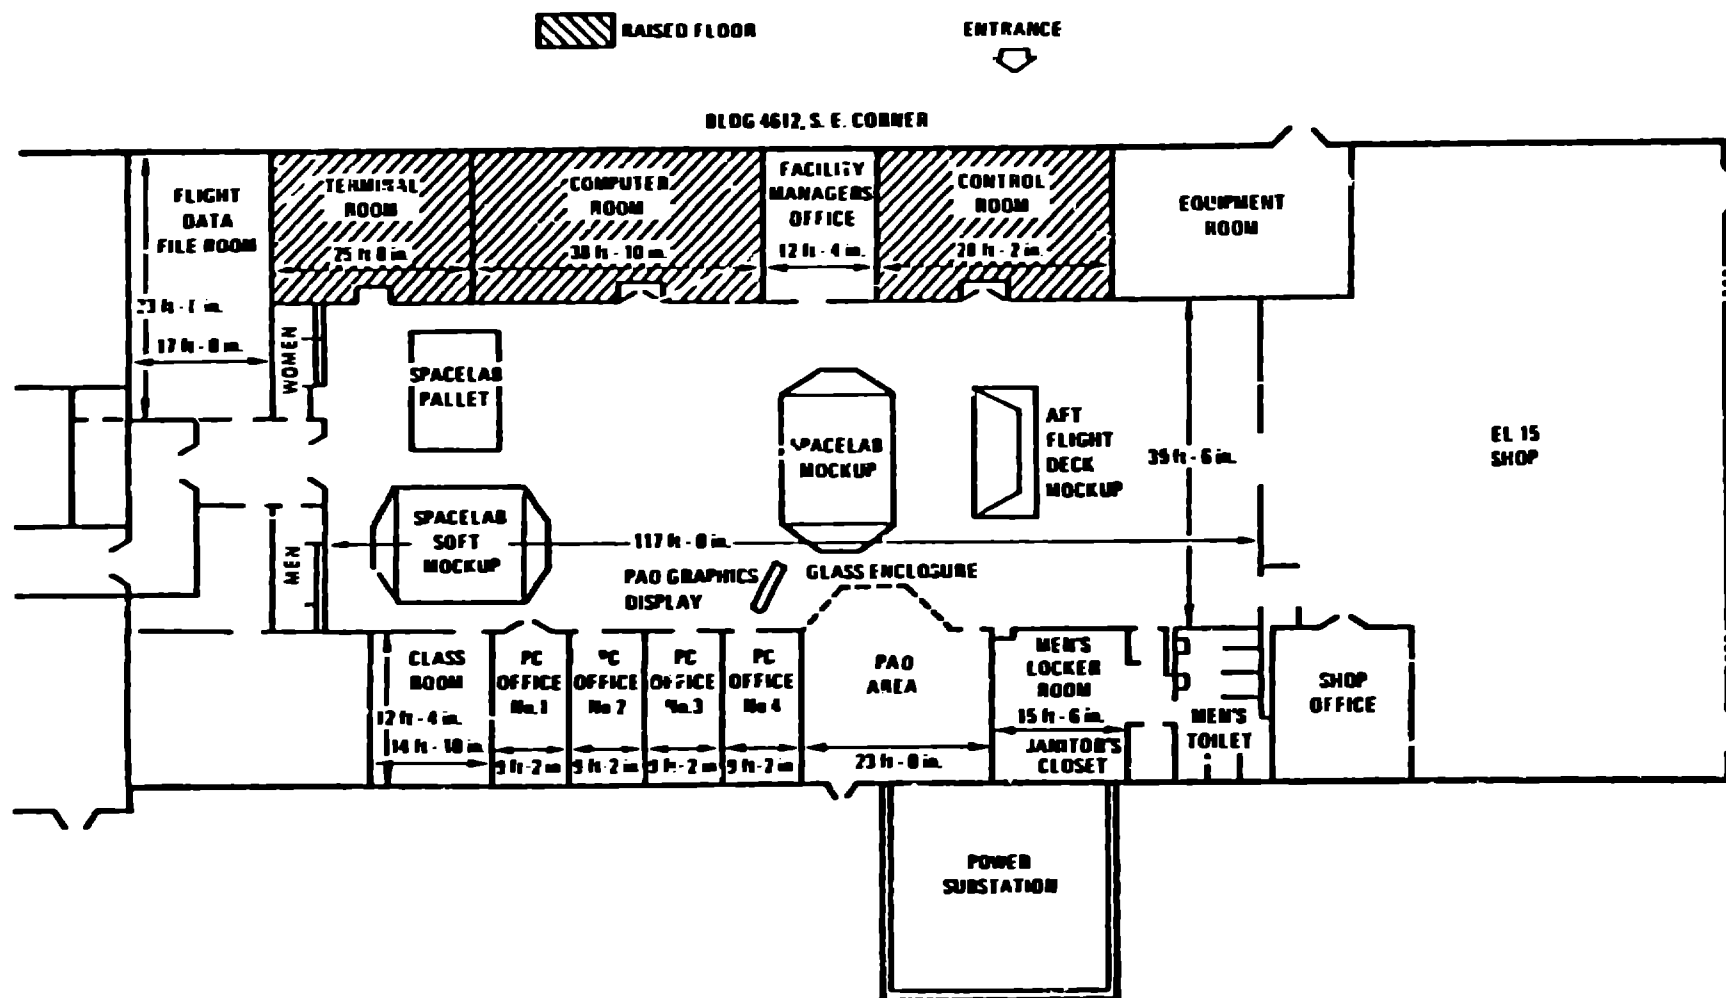 RAISED FLOOR
ENTRANCE
BLDG 4612, S. E. CORNER
FLIGHT
DATA
FILE ROOM
17 ft - 0 in.
TERMINAL
ROOM
25 ft 0 in.
COMPUTER
ROOM
38 ft - 10 in.
FACILITY
MANAGERS
OFFICE
12 ft - 4 in.
CONTROL
ROOM
28 ft - 2 in.
EQUIPMENT
ROOM
WOMEN
SPACELAB
PALLET
SPACELAB
MOCKUP
AFT
FLIGHT
DECK
MOCKUP
39 ft - 6 in.
EL 15
SHOP
MEN
SPACELAB
SOFT
MOCKUP
117 ft - 0 in.
PAO GRAPHICS
DISPLAY
GLASS ENCLOSURE
CLASS
ROOM
12 ft - 4 in.
14 ft - 10 in.
PC
OFFICE
No. 1
9 ft - 2 in
PC
OFFICE
No 2
9 ft - 2 in.
PC
OFFICE
No. 3
9 ft - 2 in
PC
OFFICE
No 4
9 ft - 2 in
PAO
AREA
23 ft - 0 in.
MEN'S
LOCKER
ROOM
15 ft - 6 in.
JANITOR'S
CLOSET
MEN'S
TOILET
SHOP
OFFICE
POWER
SUBSTATION